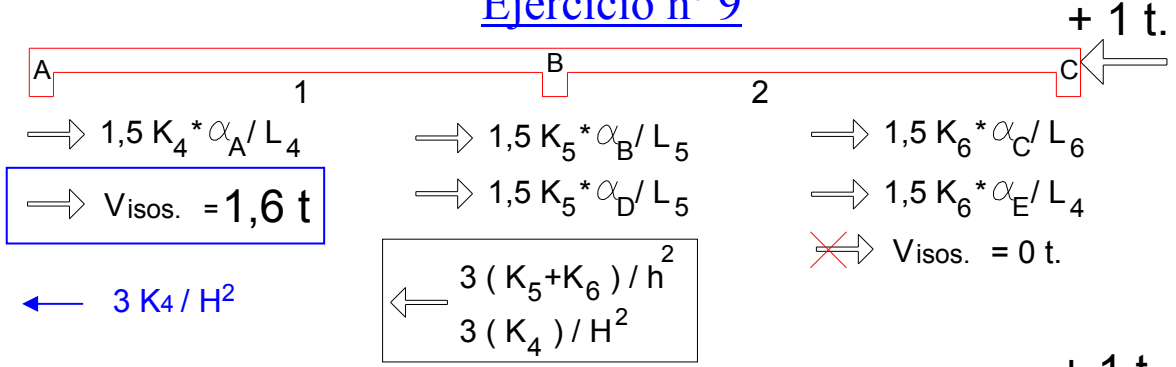 Ejercicio n° 9
+ 1 t.
A B C
1 2
1,5 K4 * αA / L4
1,5 K5 * αB / L5
1,5 K6 * αC / L6
Visos. = 1,6 t
1,5 K5 * αD / L5
1,5 K6 * αE / L4
Visos. = 0 t.
3 K4 / H²
3 ( K5+K6 ) / h²
3 ( K4 ) / H²
+ 1 t